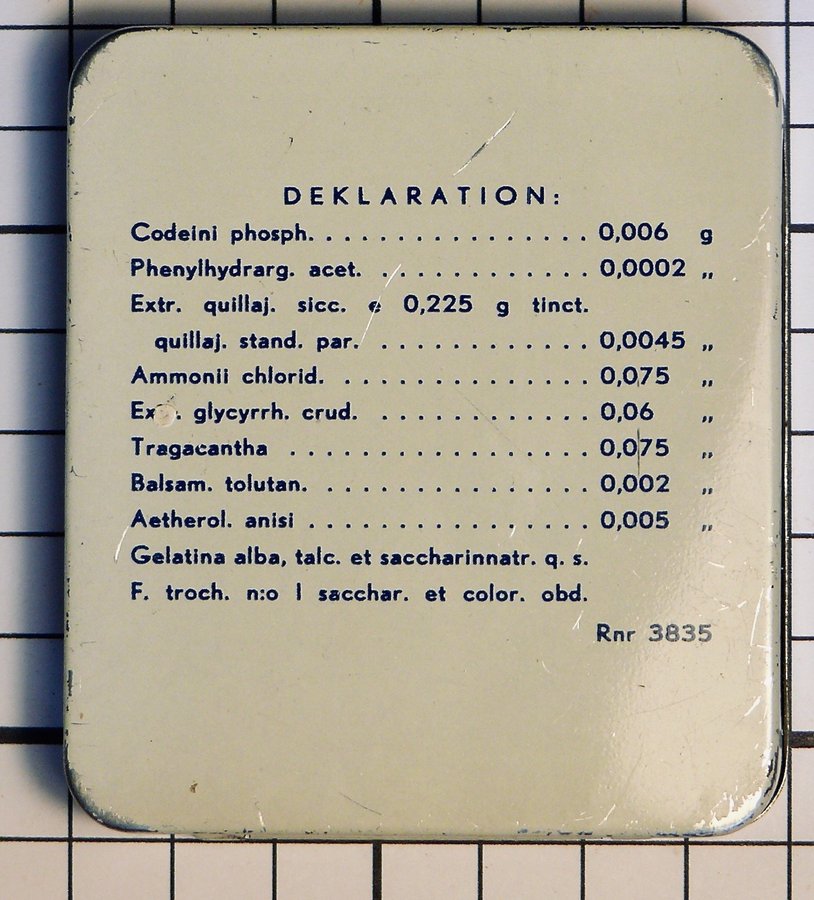 DEKLARATION:
Codeini phosph. . . . . . . . . . . . . . . . 0,006 g
Phenylhydrarg. acet. . . . . . . . . . . . . 0,0002 „
Extr. quillaj. sicc. e 0,225 g tinct.
quillaj. stand. par. . . . . . . . . . . . . 0,0045 „
Ammonii chlorid. . . . . . . . . . . . . . 0,075 „
glycyrrh. crud. . . . . . . . . . . . . 0,06 „
Tragacantha . . . . . . . . . . . . . . . 0,075 „
Balsam. tolutan. . . . . . . . . . . . . . . 0,002 „
Aetherol. anisi . . . . . . . . . . . . . . 0,005 „
Gelatina alba, talc. et saccharinnatr. q. s.
F. troch. n:o I sacchar. et color. obd.
Rnr 3835